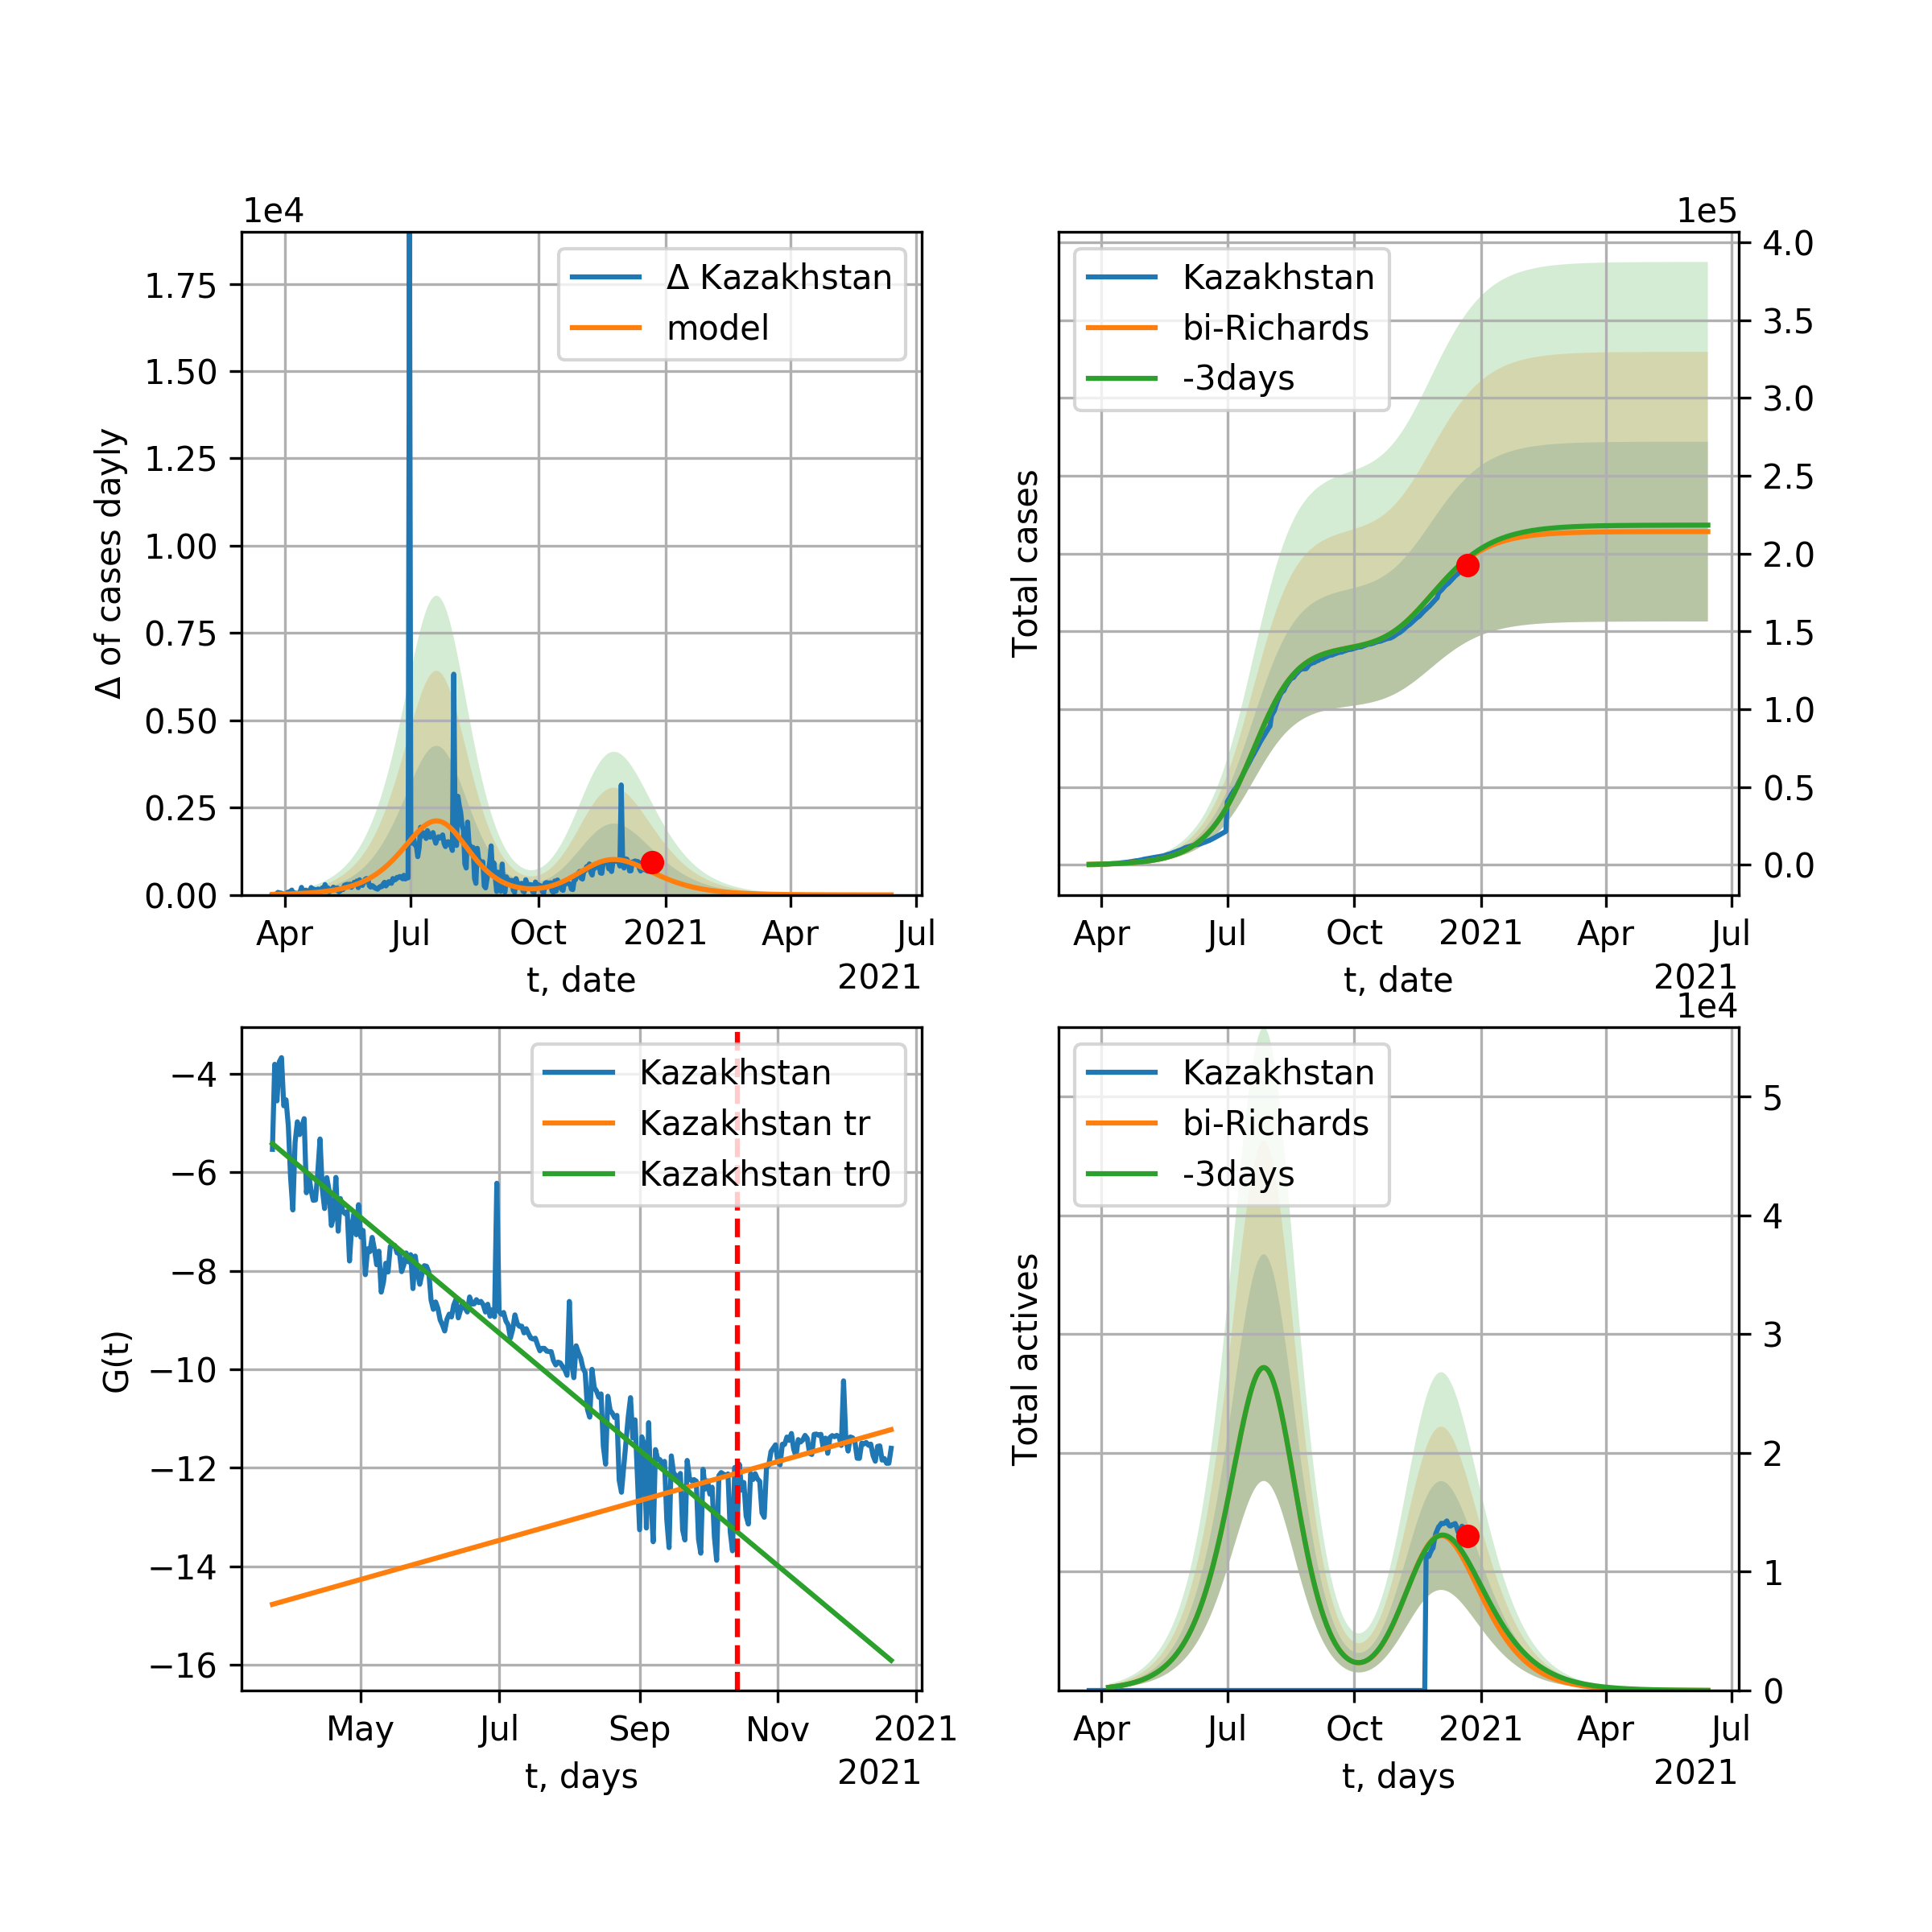 1e4
Δ of cases dayly
1.75
1.50
1.25
1.00
0.75
0.50
0.25
0.00
Δ Kazakhstan
model
Apr Jul Oct 2021 Apr Jul
t, date
2021
1e5
Total cases
Kazakhstan
bi-Richards
-3days
4.0
3.5
3.0
2.5
2.0
1.5
1.0
0.5
0.0
Apr Jul Oct 2021 Apr Jul
t, date
2021
G(t)
−4
−6
−8
−10
−12
−14
−16
Kazakhstan
Kazakhstan tr
Kazakhstan tr0
May Jul Sep Nov 2021
t, days
2021
1e4
Total actives
Kazakhstan
bi-Richards
-3days
5
4
3
2
1
0
Apr Jul Oct 2021 Apr Jul
t, days
2021